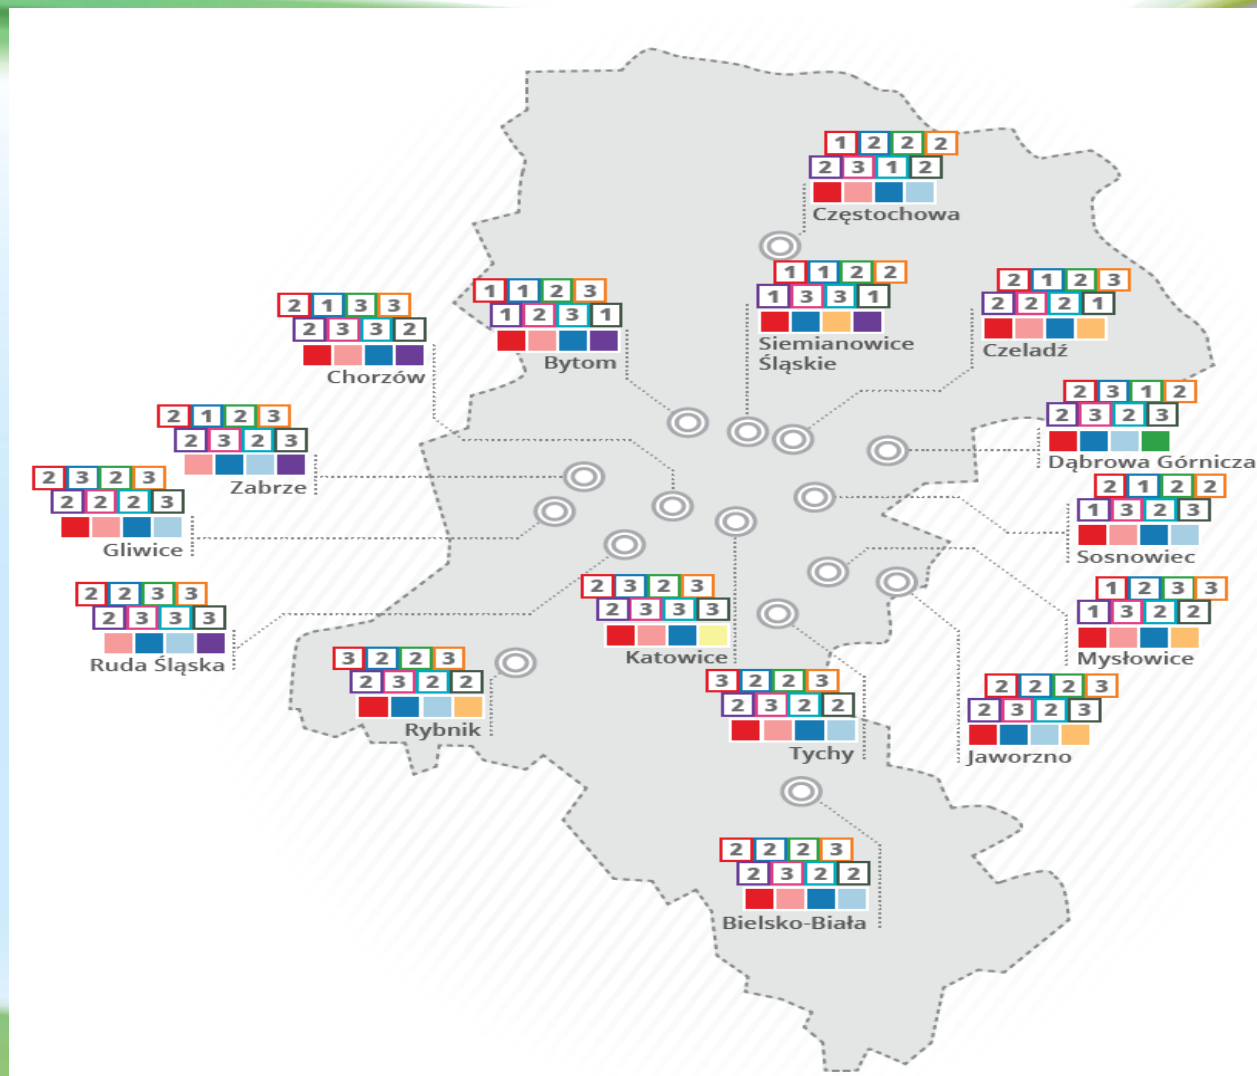 1 2 2 2
2 3 1 2
Częstochowa
1 1 2 2
1 3 3 1
Siemianowice
Śląskie
2 1 2 3
2 2 2 1
Czeladź
1 1 2 3
1 2 3 1
Bytom
2 1 3 3
2 3 3 2
Chorzów
2 3 1 2
2 3 2 3
Dąbrowa Górnicza
2 1 2 3
2 3 2 3
Zabrze
2 3 2 3
2 2 2 3
Gliwice
2 1 2 2
1 3 2 3
Sosnowiec
2 2 3 3
2 3 3 3
Ruda Śląska
2 3 2 3
2 3 3 3
Katowice
1 2 3 3
1 3 2 2
Mysłowice
3 2 2 3
2 3 2 2
Rybnik
3 2 2 3
2 3 2 2
Tychy
2 2 2 3
2 3 2 3
Jaworzno
2 2 2 3
2 3 2 2
Bielsko-Biała